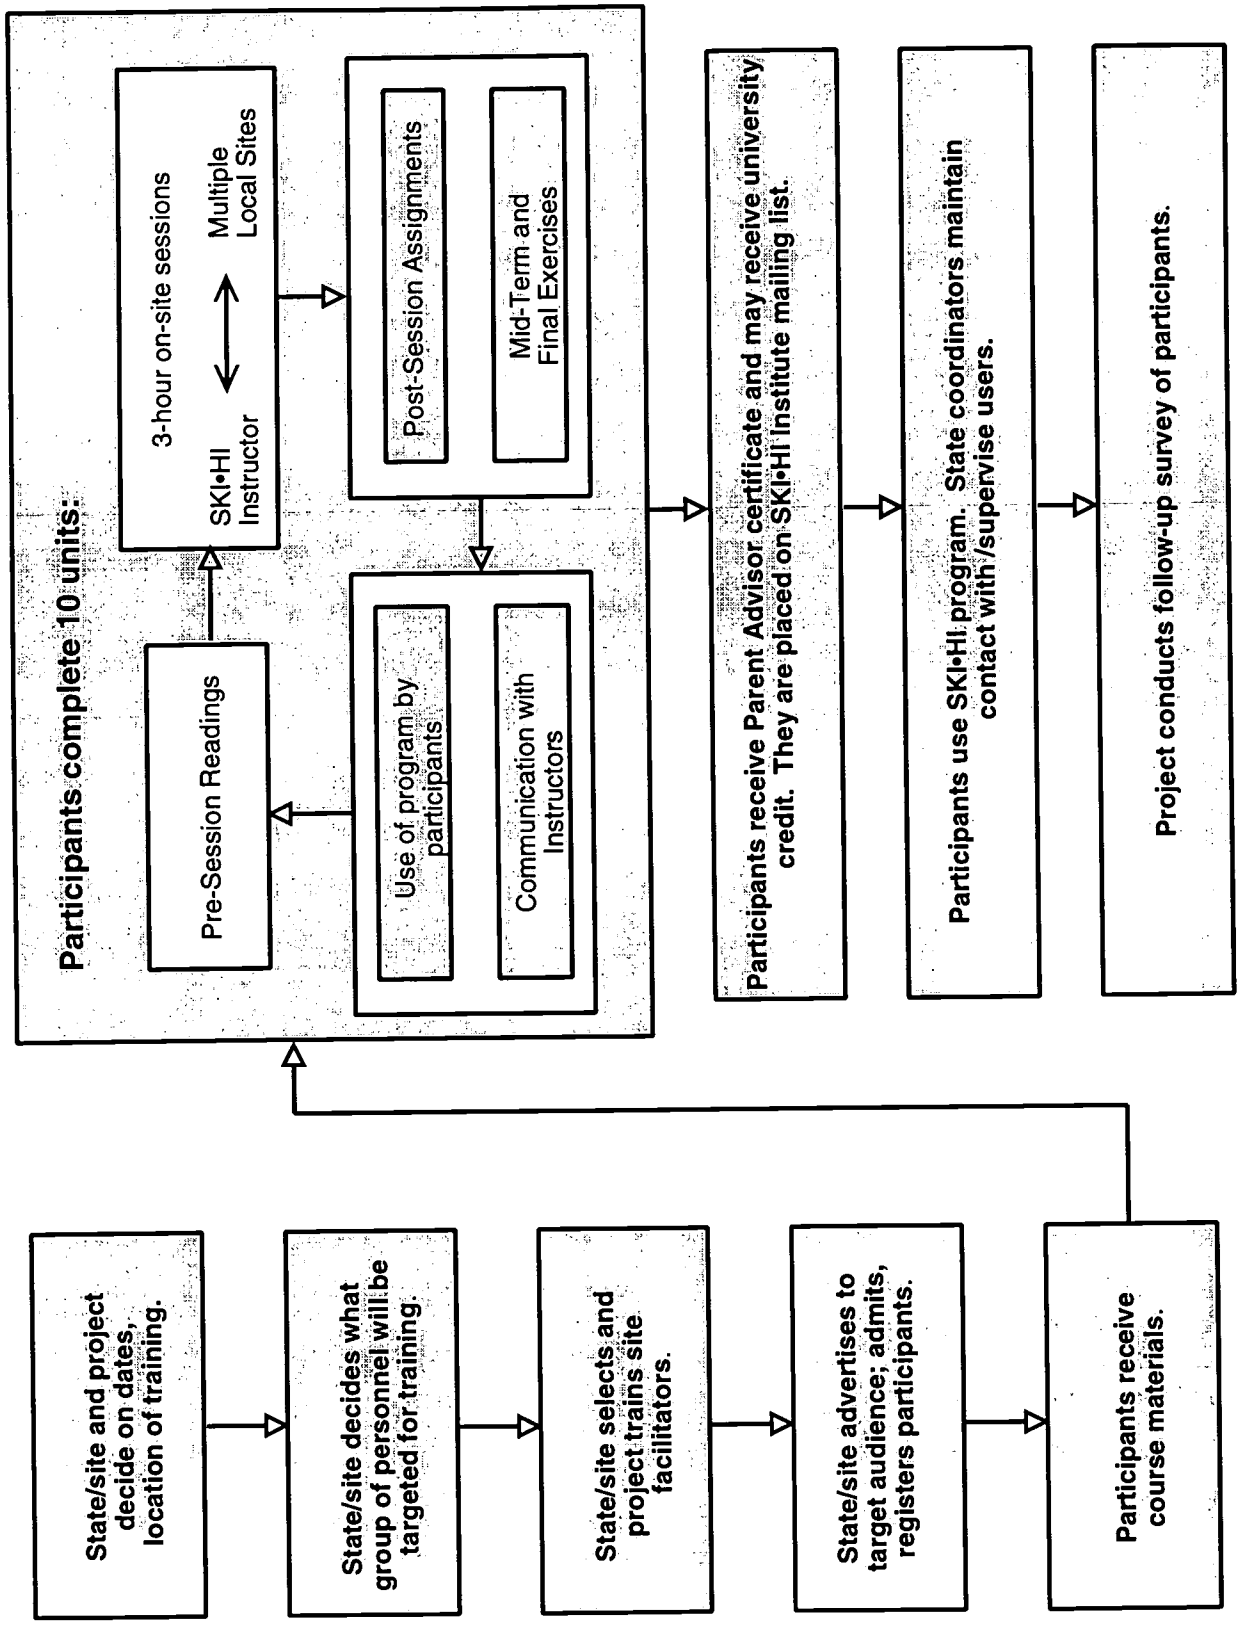 State/site and project
decide on dates,
location of training.
State/site decides what
group of personnel will be
targeted for training.
State/site selects and
project trains site
facilitators.
State/site advertises to
target audience; admits,
registers participants.
Participants receive
course materials.
Participants complete 10 units:
Pre-Session Readings
3-hour on-site sessions
SKI•HI
Instructor
Multiple
Local Sites
Post-Session Assignments
Mid-Term and
Final Exercises
Use of program by
participants
Communication with
Instructors
Participants receive Parent Advisor certificate and may receive university
credit. They are placed on SKI•HI Institute mailing list.
Participants use SKI•HI program. State coordinators maintain
contact with /supervise users.
Project conducts follow-up survey of participants.